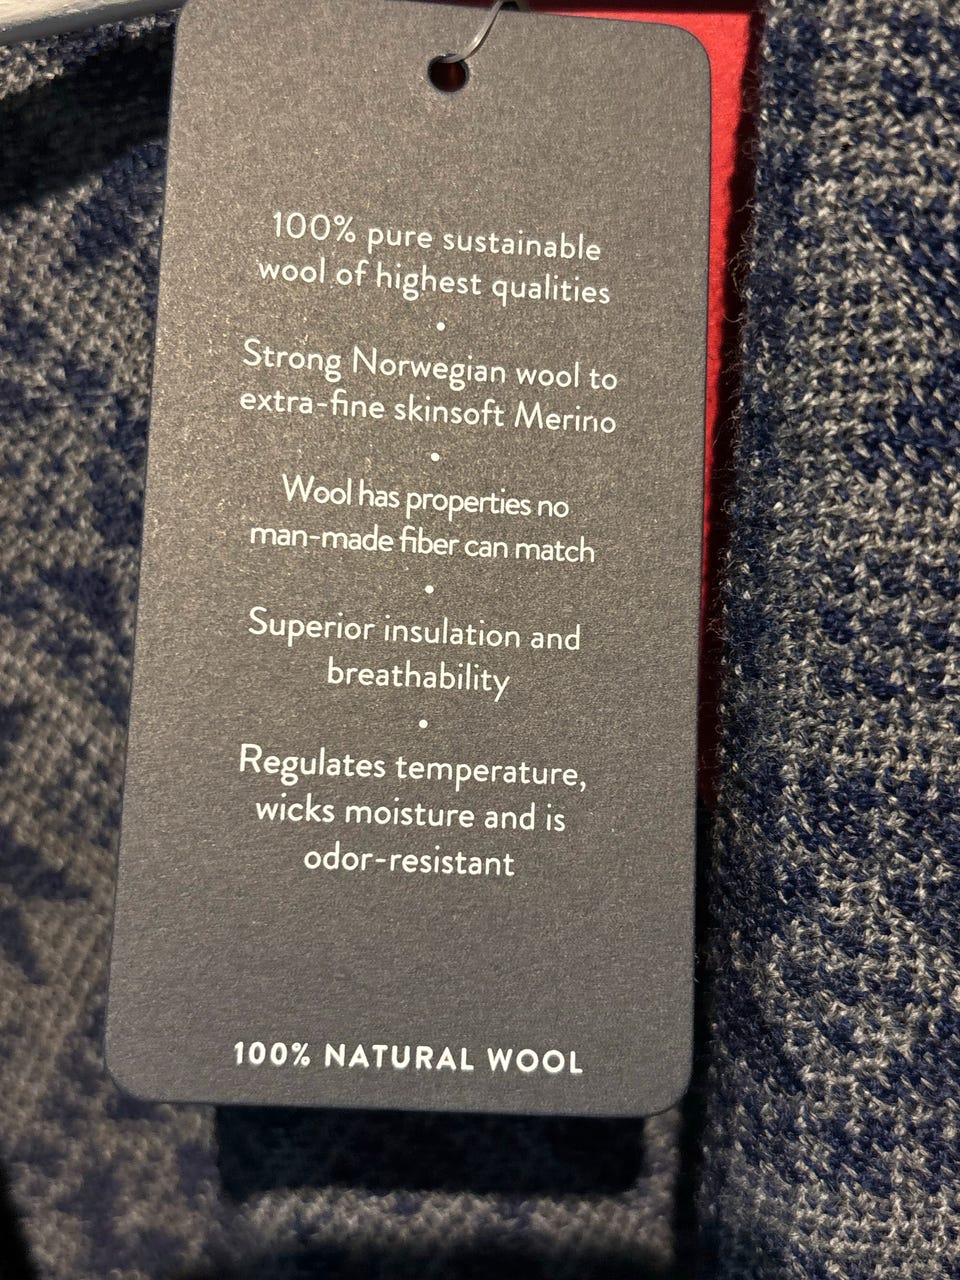 100% pure sustainable
wool of highest qualities
•
Strong Norwegian wool to
extra-fine skinsoft Merino
•
Wool has properties no
man-made fiber can match
•
Superior insulation and
breathability
•
Regulates temperature,
wicks moisture and is
odor-resistant
100% NATURAL WOOL